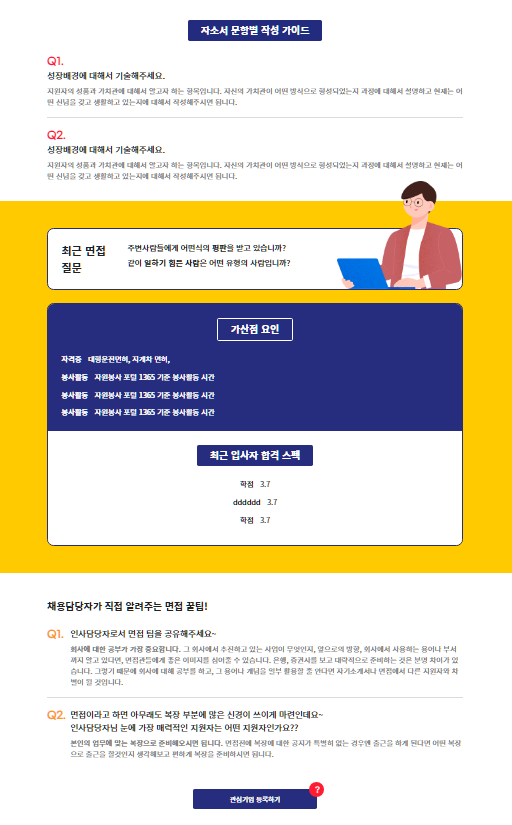 자소서 문항별 작성 가이드
Q1.
성장배경에 대해서 기술해주세요.
지원자의 성품과 가치관에 대해서 알고자 하는 항목입니다. 자신의 가치관이 어떤 방식으로 형성되었는지 과정에 대해서 설명하고 현재는 어
떤 신념을 갖고 생활하고 있는지에 대해서 작성해주시면 됩니다.
Q2.
성장배경에 대해서 기술해주세요.
지원자의 성품과 가치관에 대해서 알고자 하는 항목입니다. 자신의 가치관이 어떤 방식으로 형성되었는지 과정에 대해서 설명하고 현재는 어
떤 신념을 갖고 생활하고 있는지에 대해서 작성해주시면 됩니다.
최근 면접
질문
주변사람들에게 어떤식의 평판을 받고 있습니까?
같이 일하기 힘든 사람은 어떤 유형의 사람입니까?
가산점 요인
자격증 대형운전면허, 지게차 면허,
봉사활동 자원봉사 포털 1365 기준 봉사활동 시간
봉사활동 자원봉사 포털 1365 기준 봉사활동 시간
봉사활동 자원봉사 포털 1365 기준 봉사활동 시간
최근 입사자 합격 스펙
학점 3.7
dddddd 3.7
학점 3.7
채용담당자가 직접 알려주는 면접 꿀팁!
Q1. 인사담당자로서 면접 팁을 공유해주세요~
회사에 대한 공부가 가장 중요합니다. 그 회사에서 추진하고 있는 사업이 무엇인지, 앞으로의 방향, 회사에서 사용하는 용어나 부서
까지 알고 있다면, 면접관들에게 좋은 이미지를 심어줄 수 있습니다. 은행, 증권사를 보고 대략적으로 준비하는 것은 분명 차이가 있
습니다. 그렇기 때문에 회사에 대해 공부를 하고, 그 용어나 개념을 일부 활용할 줄 안다면 자기소개서나 면접에서 다른 지원자와 차
별이 될 것입니다.
Q2. 면접이라고 하면 아무래도 복장 부분에 많은 신경이 쓰이게 마련인데요~
인사담당자님 눈에 가장 매력적인 지원자는 어떤 지원자인가요??
본인의 업무에 맞는 복장으로 준비해오시면 됩니다. 면접전에 복장에 대한 공지가 특별히 없는 경우엔 출근을 하게 된다면 어떤 복장
으로 출근을 할것인지 생각해보고 편하게 복장을 준비하시면 됩니다.
관심기업 등록하기
?